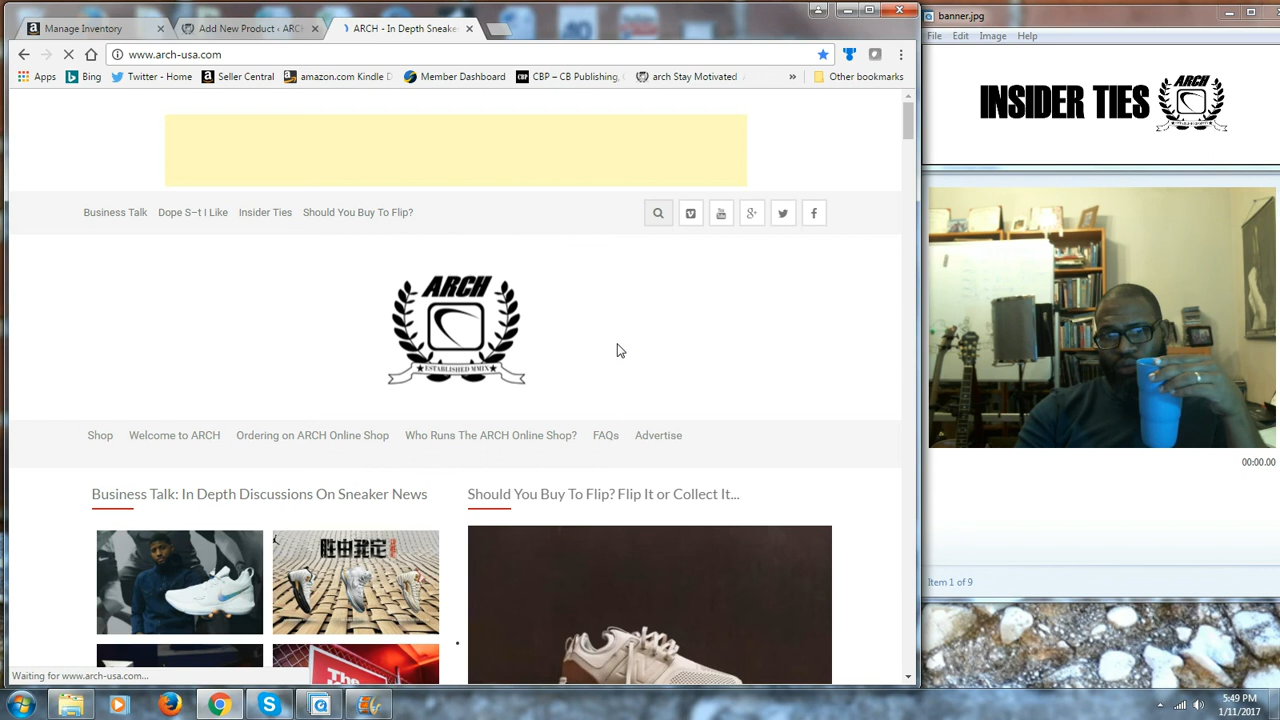 Manage Inventory
Add New Product ‹ ARCH
ARCH - In Depth Sneake
banner.jpg
File Edit Image Help
www.arch-usa.com
Apps Bing Twitter - Home Seller Central amazon.com Kindle D Member Dashboard CBP – CB Publishing, arch Stay Motivated » Other bookmarks
INSIDER TIES ARCH
Business Talk Dope S–t I Like Insider Ties Should You Buy To Flip?
ARCH
ESTABLISHED MMIX
Shop Welcome to ARCH Ordering on ARCH Online Shop Who Runs The ARCH Online Shop? FAQs Advertise
00:00.00
Business Talk: In Depth Discussions On Sneaker News
Should You Buy To Flip? Flip It or Collect It...
The
Item 1 of 9
Waiting for www.arch-usa.com...
5:49 PM
1/11/2017